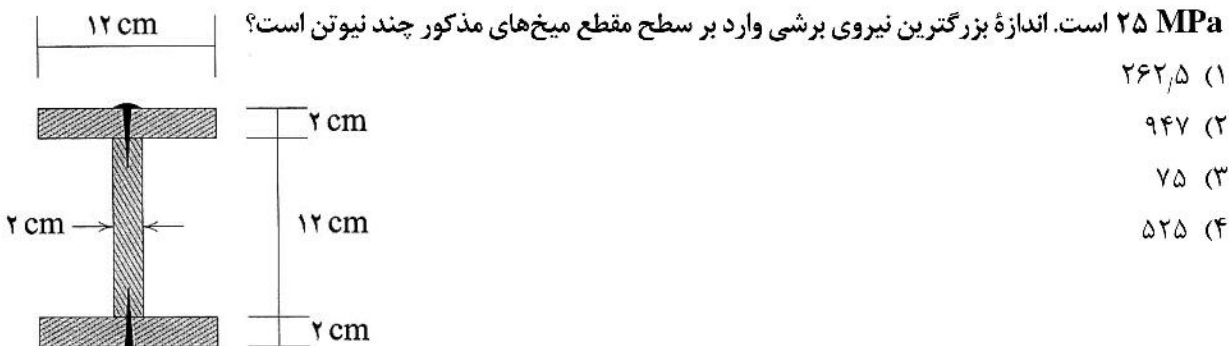 ۲۵ MPa است. اندازهٔ بزرگترین نیروی برشی وارد بر سطح مقطع میخ‌های مذکور چند نیوتن است؟
۱) ۲۶۲٫۵
۲) ۹۴۷
۳) ۷۵
۴) ۵۲۵
۱۲ cm
۲ cm
۲ cm
۱۲ cm
۲ cm